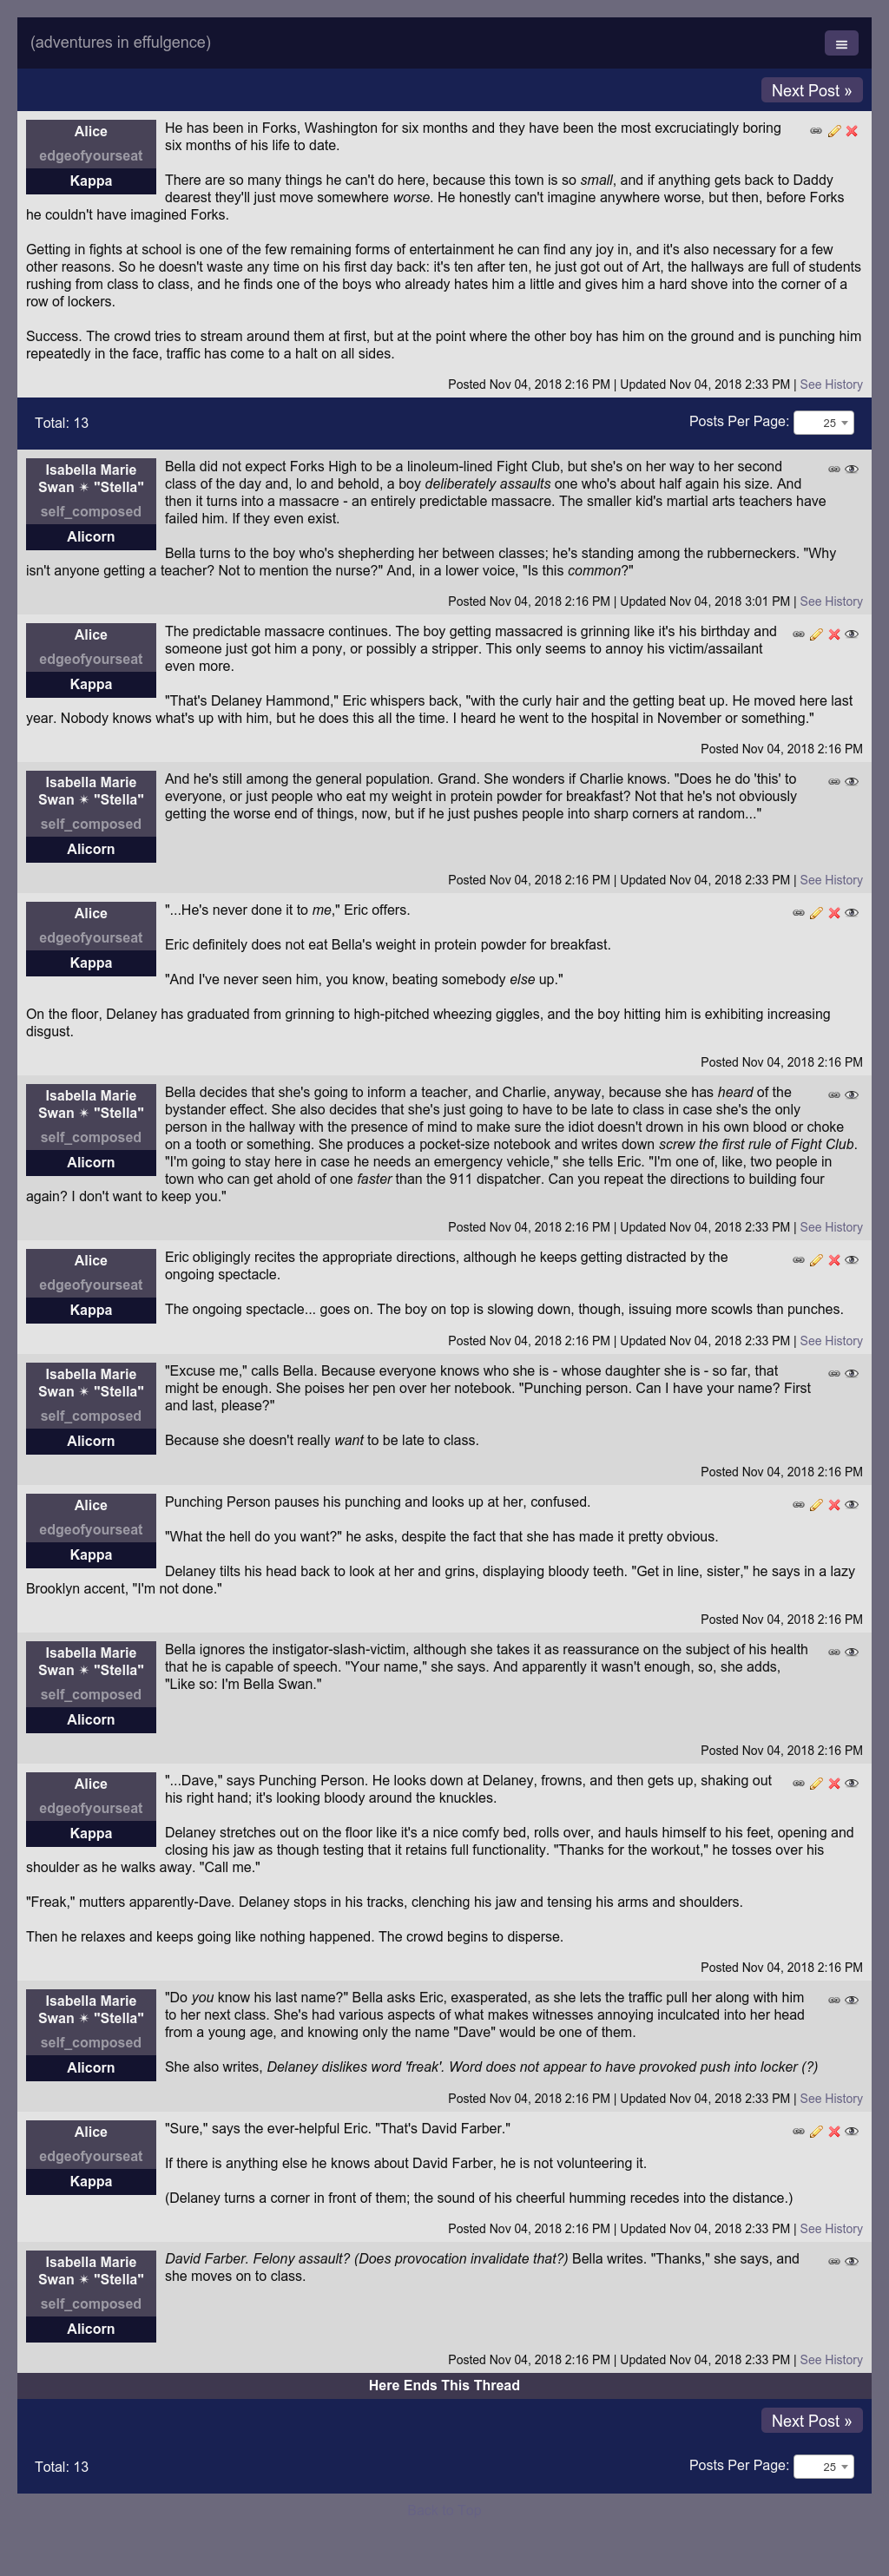 (adventures in effulgence)
Next Post »
Alice
edgeofyourseat
Kappa
He has been in Forks, Washington for six months and they have been the most excruciatingly boring
six months of his life to date.
There are so many things he can't do here, because this town is so small, and if anything gets back to Daddy
dearest they'll just move somewhere worse. He honestly can't imagine anywhere worse, but then, before Forks
he couldn't have imagined Forks.
Getting in fights at school is one of the few remaining forms of entertainment he can find any joy in, and it's also necessary for a few
other reasons. So he doesn't waste any time on his first day back: it's ten after ten, he just got out of Art, the hallways are full of students
rushing from class to class, and he finds one of the boys who already hates him a little and gives him a hard shove into the corner of a
row of lockers.
Success. The crowd tries to stream around them at first, but at the point where the other boy has him on the ground and is punching him
repeatedly in the face, traffic has come to a halt on all sides.
Posted Nov 04, 2018 2:16 PM | Updated Nov 04, 2018 2:33 PM | See History
Total: 13
Posts Per Page: 25
Isabella Marie
Swan ✴ "Stella"
self_composed
Alicorn
Bella did not expect Forks High to be a linoleum-lined Fight Club, but she's on her way to her second
class of the day and, lo and behold, a boy deliberately assaults one who's about half again his size. And
then it turns into a massacre - an entirely predictable massacre. The smaller kid's martial arts teachers have
failed him. If they even exist.
Bella turns to the boy who's shepherding her between classes; he's standing among the rubberneckers. "Why
isn't anyone getting a teacher? Not to mention the nurse?" And, in a lower voice, "Is this common?"
Posted Nov 04, 2018 2:16 PM | Updated Nov 04, 2018 3:01 PM | See History
Alice
edgeofyourseat
Kappa
The predictable massacre continues. The boy getting massacred is grinning like it's his birthday and
someone just got him a pony, or possibly a stripper. This only seems to annoy his victim/assailant
even more.
"That's Delaney Hammond," Eric whispers back, "with the curly hair and the getting beat up. He moved here last
year. Nobody knows what's up with him, but he does this all the time. I heard he went to the hospital in November or something."
Posted Nov 04, 2018 2:16 PM
Isabella Marie
Swan ✴ "Stella"
self_composed
Alicorn
And he's still among the general population. Grand. She wonders if Charlie knows. "Does he do 'this' to
everyone, or just people who eat my weight in protein powder for breakfast? Not that he's not obviously
getting the worse end of things, now, but if he just pushes people into sharp corners at random..."
Posted Nov 04, 2018 2:16 PM | Updated Nov 04, 2018 2:33 PM | See History
Alice
edgeofyourseat
Kappa
"...He's never done it to me," Eric offers.
Eric definitely does not eat Bella's weight in protein powder for breakfast.
"And I've never seen him, you know, beating somebody else up."
On the floor, Delaney has graduated from grinning to high-pitched wheezing giggles, and the boy hitting him is exhibiting increasing
disgust.
Posted Nov 04, 2018 2:16 PM
Isabella Marie
Swan ✴ "Stella"
self_composed
Alicorn
Bella decides that she's going to inform a teacher, and Charlie, anyway, because she has heard of the
bystander effect. She also decides that she's just going to have to be late to class in case she's the only
person in the hallway with the presence of mind to make sure the idiot doesn't drown in his own blood or choke
on a tooth or something. She produces a pocket-size notebook and writes down screw the first rule of Fight Club.
"I'm going to stay here in case he needs an emergency vehicle," she tells Eric. "I'm one of, like, two people in
town who can get ahold of one faster than the 911 dispatcher. Can you repeat the directions to building four
again? I don't want to keep you."
Posted Nov 04, 2018 2:16 PM | Updated Nov 04, 2018 2:33 PM | See History
Alice
edgeofyourseat
Kappa
Eric obligingly recites the appropriate directions, although he keeps getting distracted by the
ongoing spectacle.
The ongoing spectacle... goes on. The boy on top is slowing down, though, issuing more scowls than punches.
Posted Nov 04, 2018 2:16 PM | Updated Nov 04, 2018 2:33 PM | See History
Isabella Marie
Swan ✴ "Stella"
self_composed
Alicorn
"Excuse me," calls Bella. Because everyone knows who she is - whose daughter she is - so far, that
might be enough. She poises her pen over her notebook. "Punching person. Can I have your name? First
and last, please?"
Because she doesn't really want to be late to class.
Posted Nov 04, 2018 2:16 PM
Alice
edgeofyourseat
Kappa
Punching Person pauses his punching and looks up at her, confused.
"What the hell do you want?" he asks, despite the fact that she has made it pretty obvious.
Delaney tilts his head back to look at her and grins, displaying bloody teeth. "Get in line, sister," he says in a lazy
Brooklyn accent, "I'm not done."
Posted Nov 04, 2018 2:16 PM
Isabella Marie
Swan ✴ "Stella"
self_composed
Alicorn
Bella ignores the instigator-slash-victim, although she takes it as reassurance on the subject of his health
that he is capable of speech. "Your name," she says. And apparently it wasn't enough, so, she adds,
"Like so: I'm Bella Swan."
Posted Nov 04, 2018 2:16 PM
Alice
edgeofyourseat
Kappa
"...Dave," says Punching Person. He looks down at Delaney, frowns, and then gets up, shaking out
his right hand; it's looking bloody around the knuckles.
Delaney stretches out on the floor like it's a nice comfy bed, rolls over, and hauls himself to his feet, opening and
closing his jaw as though testing that it retains full functionality. "Thanks for the workout," he tosses over his
shoulder as he walks away. "Call me."
"Freak," mutters apparently-Dave. Delaney stops in his tracks, clenching his jaw and tensing his arms and shoulders.
Then he relaxes and keeps going like nothing happened. The crowd begins to disperse.
Posted Nov 04, 2018 2:16 PM
Isabella Marie
Swan ✴ "Stella"
self_composed
Alicorn
"Do you know his last name?" Bella asks Eric, exasperated, as she lets the traffic pull her along with him
to her next class. She's had various aspects of what makes witnesses annoying inculcated into her head
from a young age, and knowing only the name "Dave" would be one of them.
She also writes, Delaney dislikes word 'freak'. Word does not appear to have provoked push into locker (?)
Posted Nov 04, 2018 2:16 PM | Updated Nov 04, 2018 2:33 PM | See History
Alice
edgeofyourseat
Kappa
"Sure," says the ever-helpful Eric. "That's David Farber."
If there is anything else he knows about David Farber, he is not volunteering it.
(Delaney turns a corner in front of them; the sound of his cheerful humming recedes into the distance.)
Posted Nov 04, 2018 2:16 PM | Updated Nov 04, 2018 2:33 PM | See History
Isabella Marie
Swan ✴ "Stella"
self_composed
Alicorn
David Farber. Felony assault? (Does provocation invalidate that?) Bella writes. "Thanks," she says, and
she moves on to class.
Posted Nov 04, 2018 2:16 PM | Updated Nov 04, 2018 2:33 PM | See History
Here Ends This Thread
Next Post »
Total: 13
Posts Per Page: 25